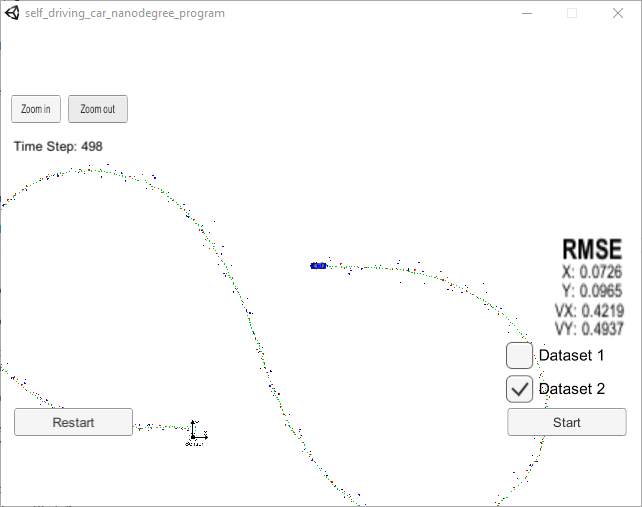 self_driving_car_nanodegree_program
Zoom in
Zoom out
Time Step: 498
RMSE
X: 0.0726
Y: 0.0965
VX: 0.4219
VY: 0.4937
Dataset 1
Dataset 2
Restart
Start